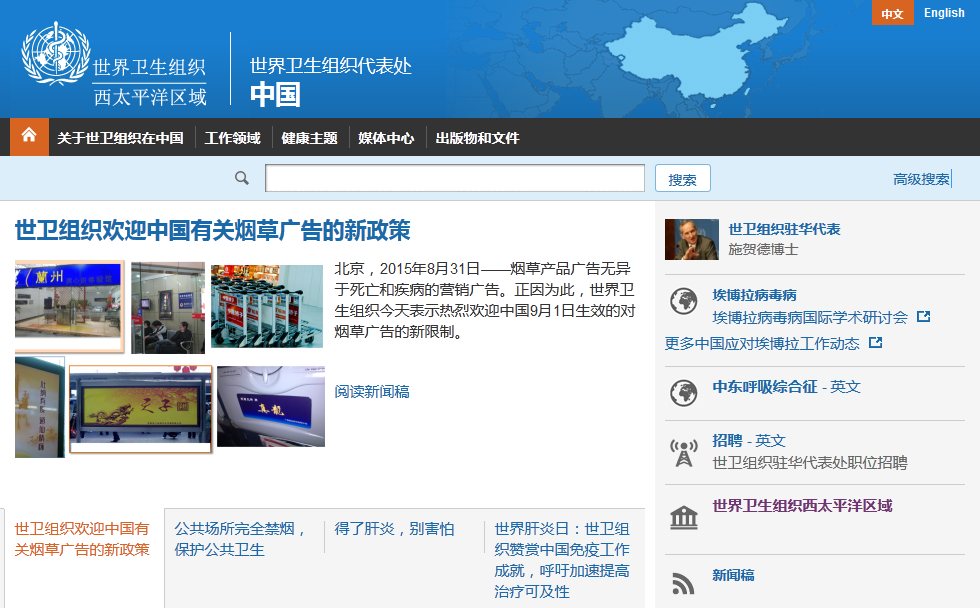 中文
English
世界卫生组织
西太平洋区域
世界卫生组织代表处
中国
关于世卫组织在中国
工作领域
健康主题
媒体中心
出版物和文件
搜索
高级搜索
世卫组织欢迎中国有关烟草广告的新政策
蘭州
天子
真龍
北京，2015年8月31日——烟草产品广告无异
于死亡和疾病的营销广告。正因为此，世界卫
生组织今天表示热烈欢迎中国9月1日生效的对
烟草广告的新限制。
阅读新闻稿
世卫组织驻华代表
施贺德博士
埃博拉病毒病
埃博拉病毒病国际学术研讨会
更多中国应对埃博拉工作动态
中东呼吸综合征 - 英文
招聘 - 英文
世卫组织驻华代表处职位招聘
世界卫生组织西太平洋区域
新闻稿
世卫组织欢迎中国有
关烟草广告的新政策
公共场所完全禁烟，
保护公共卫生
得了肝炎，别害怕
世界肝炎日：世卫组
织赞赏中国免疫工作
成就，呼吁加速提高
治疗可及性